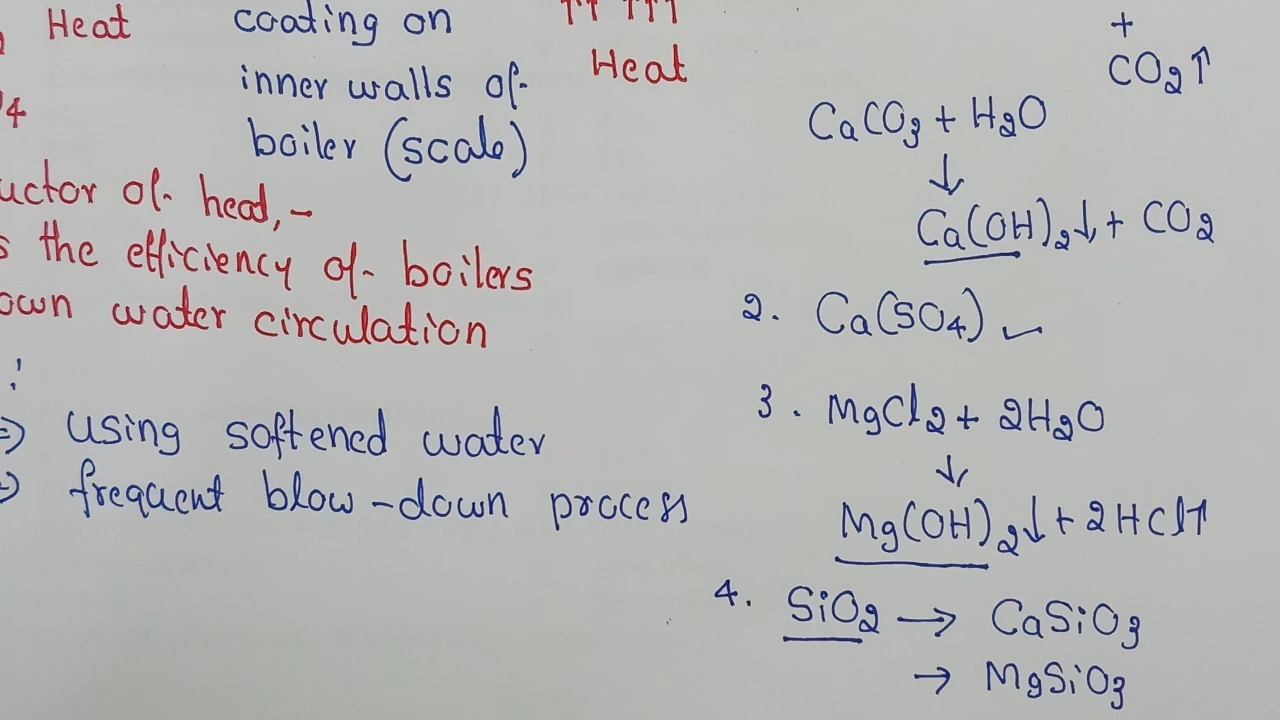 Heat
coating on
inner walls of
boiler (scale)
↑↑ ↑↑↑
Heat
4
uctor of heat,-
s the efficiency of boilers
own water circulation
:
⇒ using softened water
⇒ frequent blow-down process
+
CO2↑
CaCO3 + H2O
↓
Ca(OH)2↓ + CO2
2. Ca(SO4) ✓
3. MgCl2 + 2H2O
↓
Mg(OH)2↓ + 2HCl↑
4. SiO2 → CaSiO3
→ MgSiO3